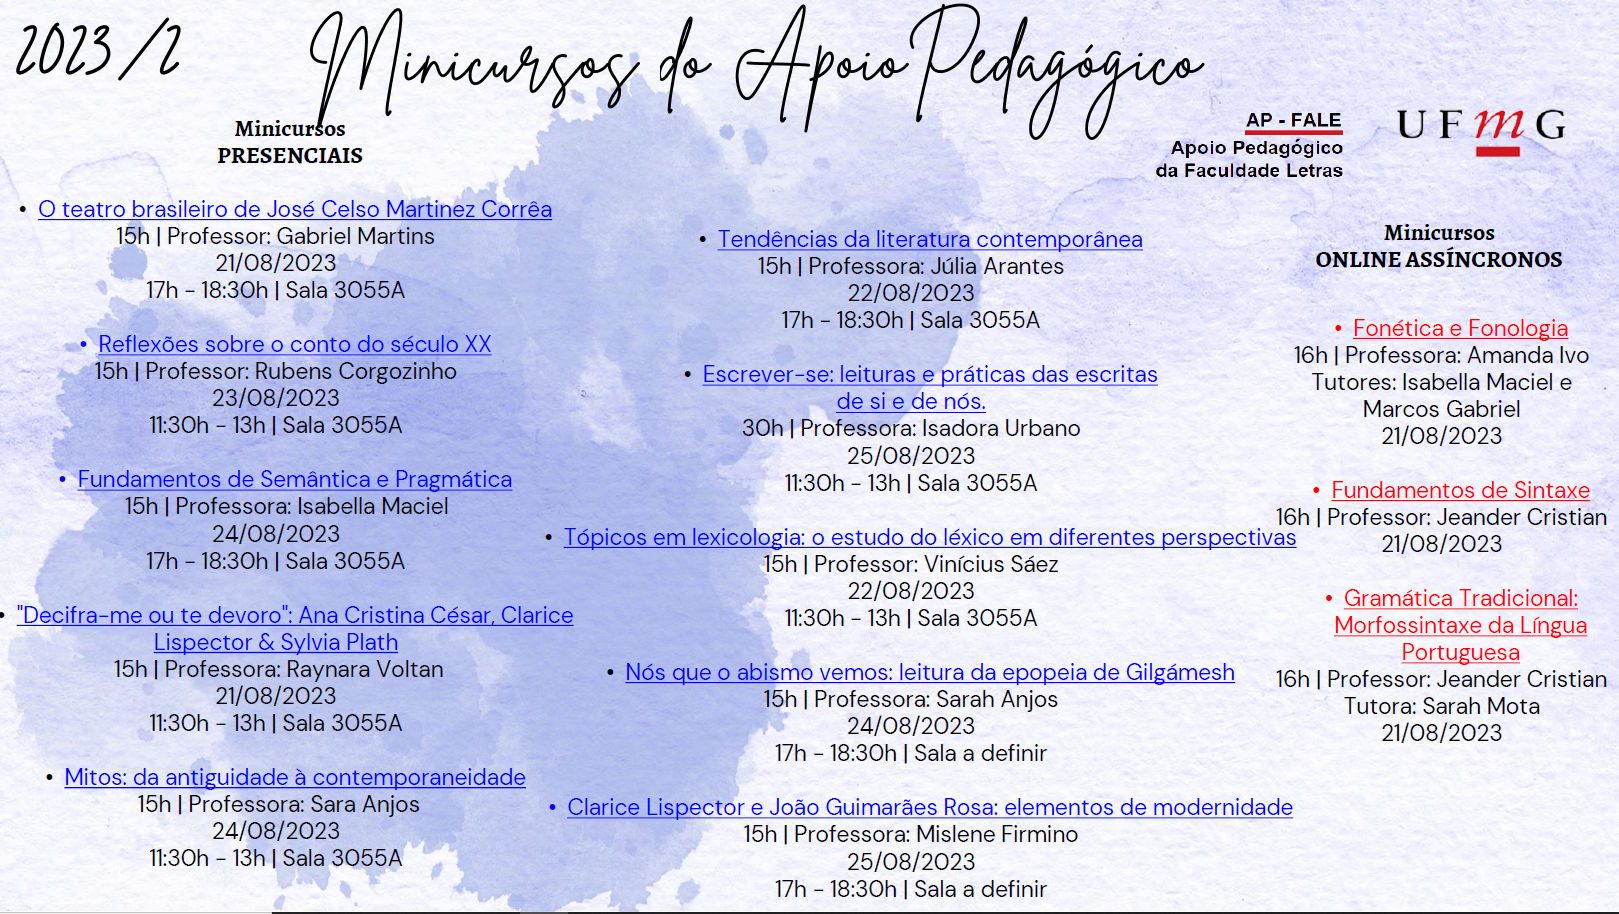 2023/2
Minicursos do Apoio Pedagógico
AP - FALE
Apoio Pedagógico
da Faculdade Letras
UFmG
Minicursos
PRESENCIAIS
• O teatro brasileiro de José Celso Martinez Corrêa
15h | Professor: Gabriel Martins
21/08/2023
17h - 18:30h | Sala 3055A
• Reflexões sobre o conto do século XX
15h | Professor: Rubens Corgozinho
23/08/2023
11:30h - 13h | Sala 3055A
• Fundamentos de Semântica e Pragmática
15h | Professor: Isabella Maciel
24/08/2023
17h - 18:30h | Sala 3055A
• "Decifra-me ou te devoro": Ana Cristina César, Clarice
Lispector & Sylvia Plath
15h | Professora: Raynara Voltan
21/08/2023
11:30h - 13h | Sala 3055A
• Mitos: da antiguidade à contemporaneidade
15h | Professora: Sara Anjos
24/08/2023
11:30h - 13h | Sala 3055A
• Tendências da literatura contemporânea
15h | Professora: Júlia Arantes
22/08/2023
17h - 18:30h | Sala 3055A
• Escrever-se: leituras e práticas das escritas
de si e de nós.
30h | Professora: Isadora Urbano
25/08/2023
11:30h - 13h | Sala 3055A
• Tópicos em lexicologia: o estudo do léxico em diferentes perspectivas
15h | Professor: Vinícius Sáez
22/08/2023
11:30h - 13h | Sala 3055A
• Nós que o abismo vemos: leitura da epopeia de Gilgámesh
15h | Professora: Sarah Anjos
24/08/2023
17h - 18:30h | Sala a definir
• Clarice Lispector e João Guimarães Rosa: elementos de modernidade
15h | Professora: Mislene Firmino
25/08/2023
17h - 18:30h | Sala a definir
Minicursos
ONLINE ASSÍNCRONOS
• Fonética e Fonologia
16h | Professora: Amanda Ivo
Tutores: Isabella Maciel e
Marcos Gabriel
21/08/2023
• Fundamentos de Sintaxe
16h | Professor: Jeander Cristian
21/08/2023
• Gramática Tradicional:
Morfossintaxe da Língua
Portuguesa
16h | Professor: Jeander Cristian
Tutora: Sarah Mota
21/08/2023